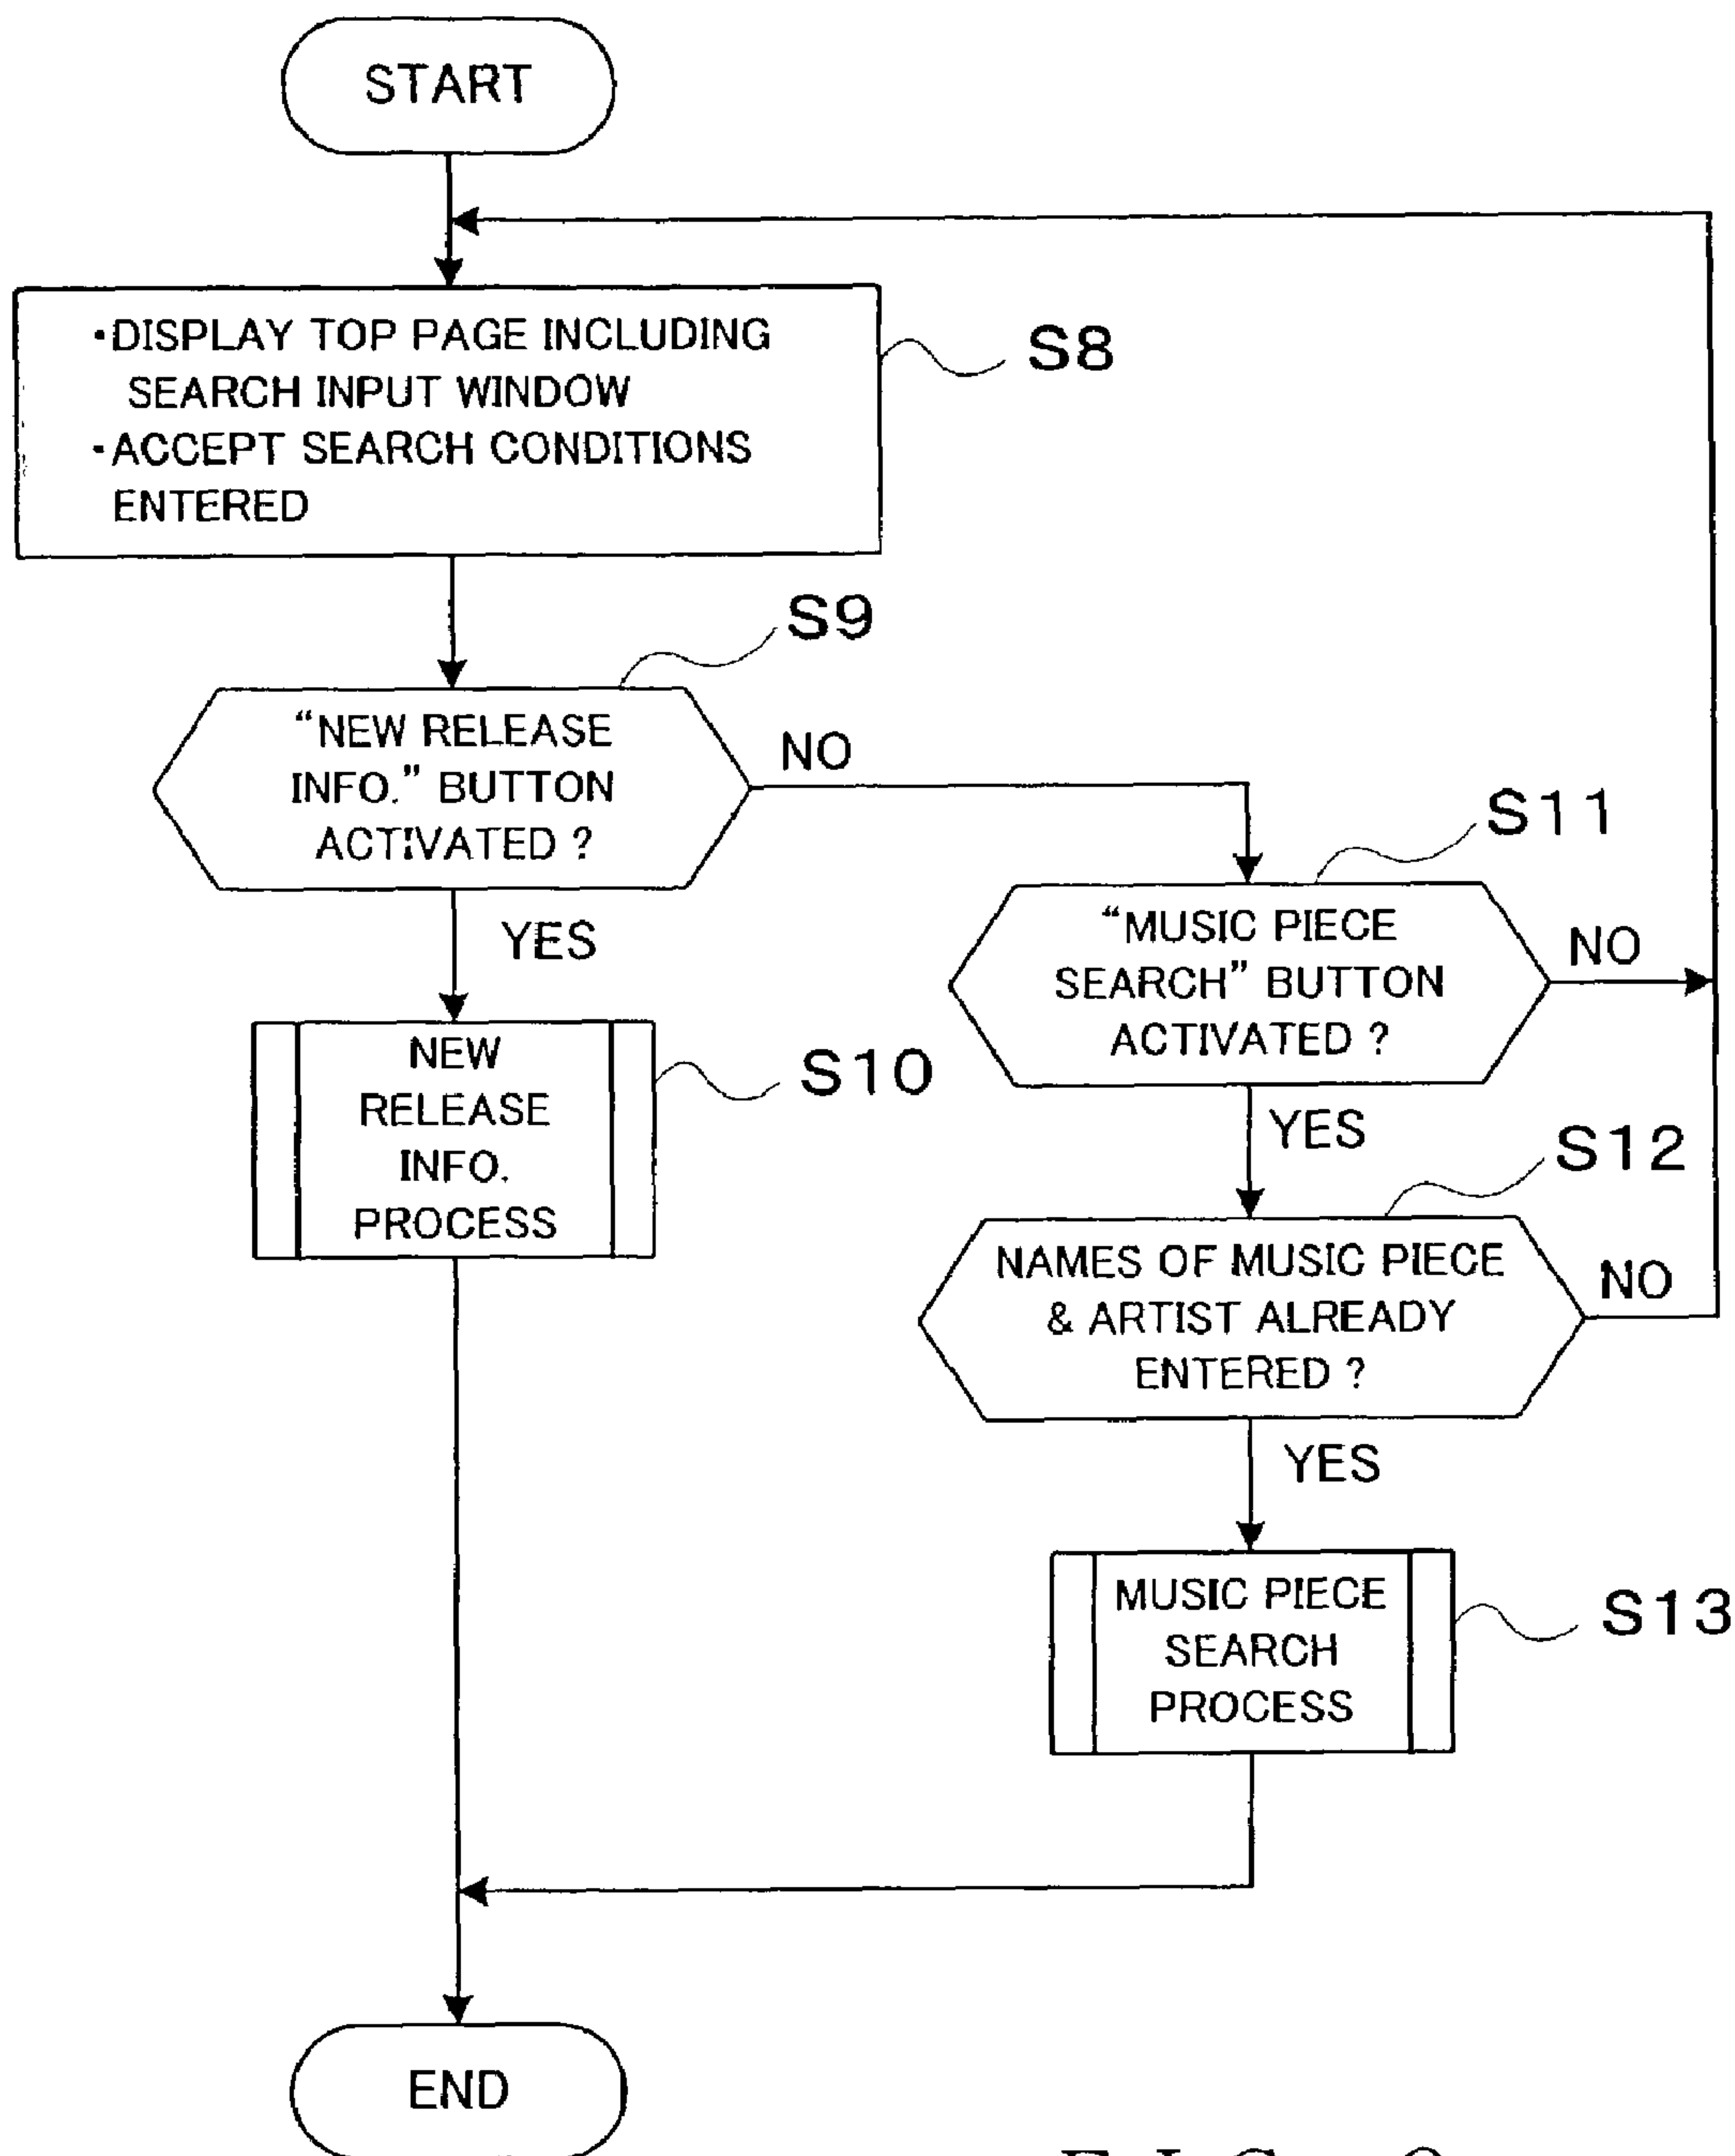 START
·DISPLAY TOP PAGE INCLUDING
SEARCH INPUT WINDOW
·ACCEPT SEARCH CONDITIONS
ENTERED
S8
S9
“NEW RELEASE
INFO.” BUTTON
ACTIVATED ?
NO
YES
S10
NEW
RELEASE
INFO.
PROCESS
S11
“MUSIC PIECE
SEARCH” BUTTON
ACTIVATED ?
NO
YES
S12
NAMES OF MUSIC PIECE
& ARTIST ALREADY
ENTERED ?
NO
YES
MUSIC PIECE
SEARCH
PROCESS
S13
END